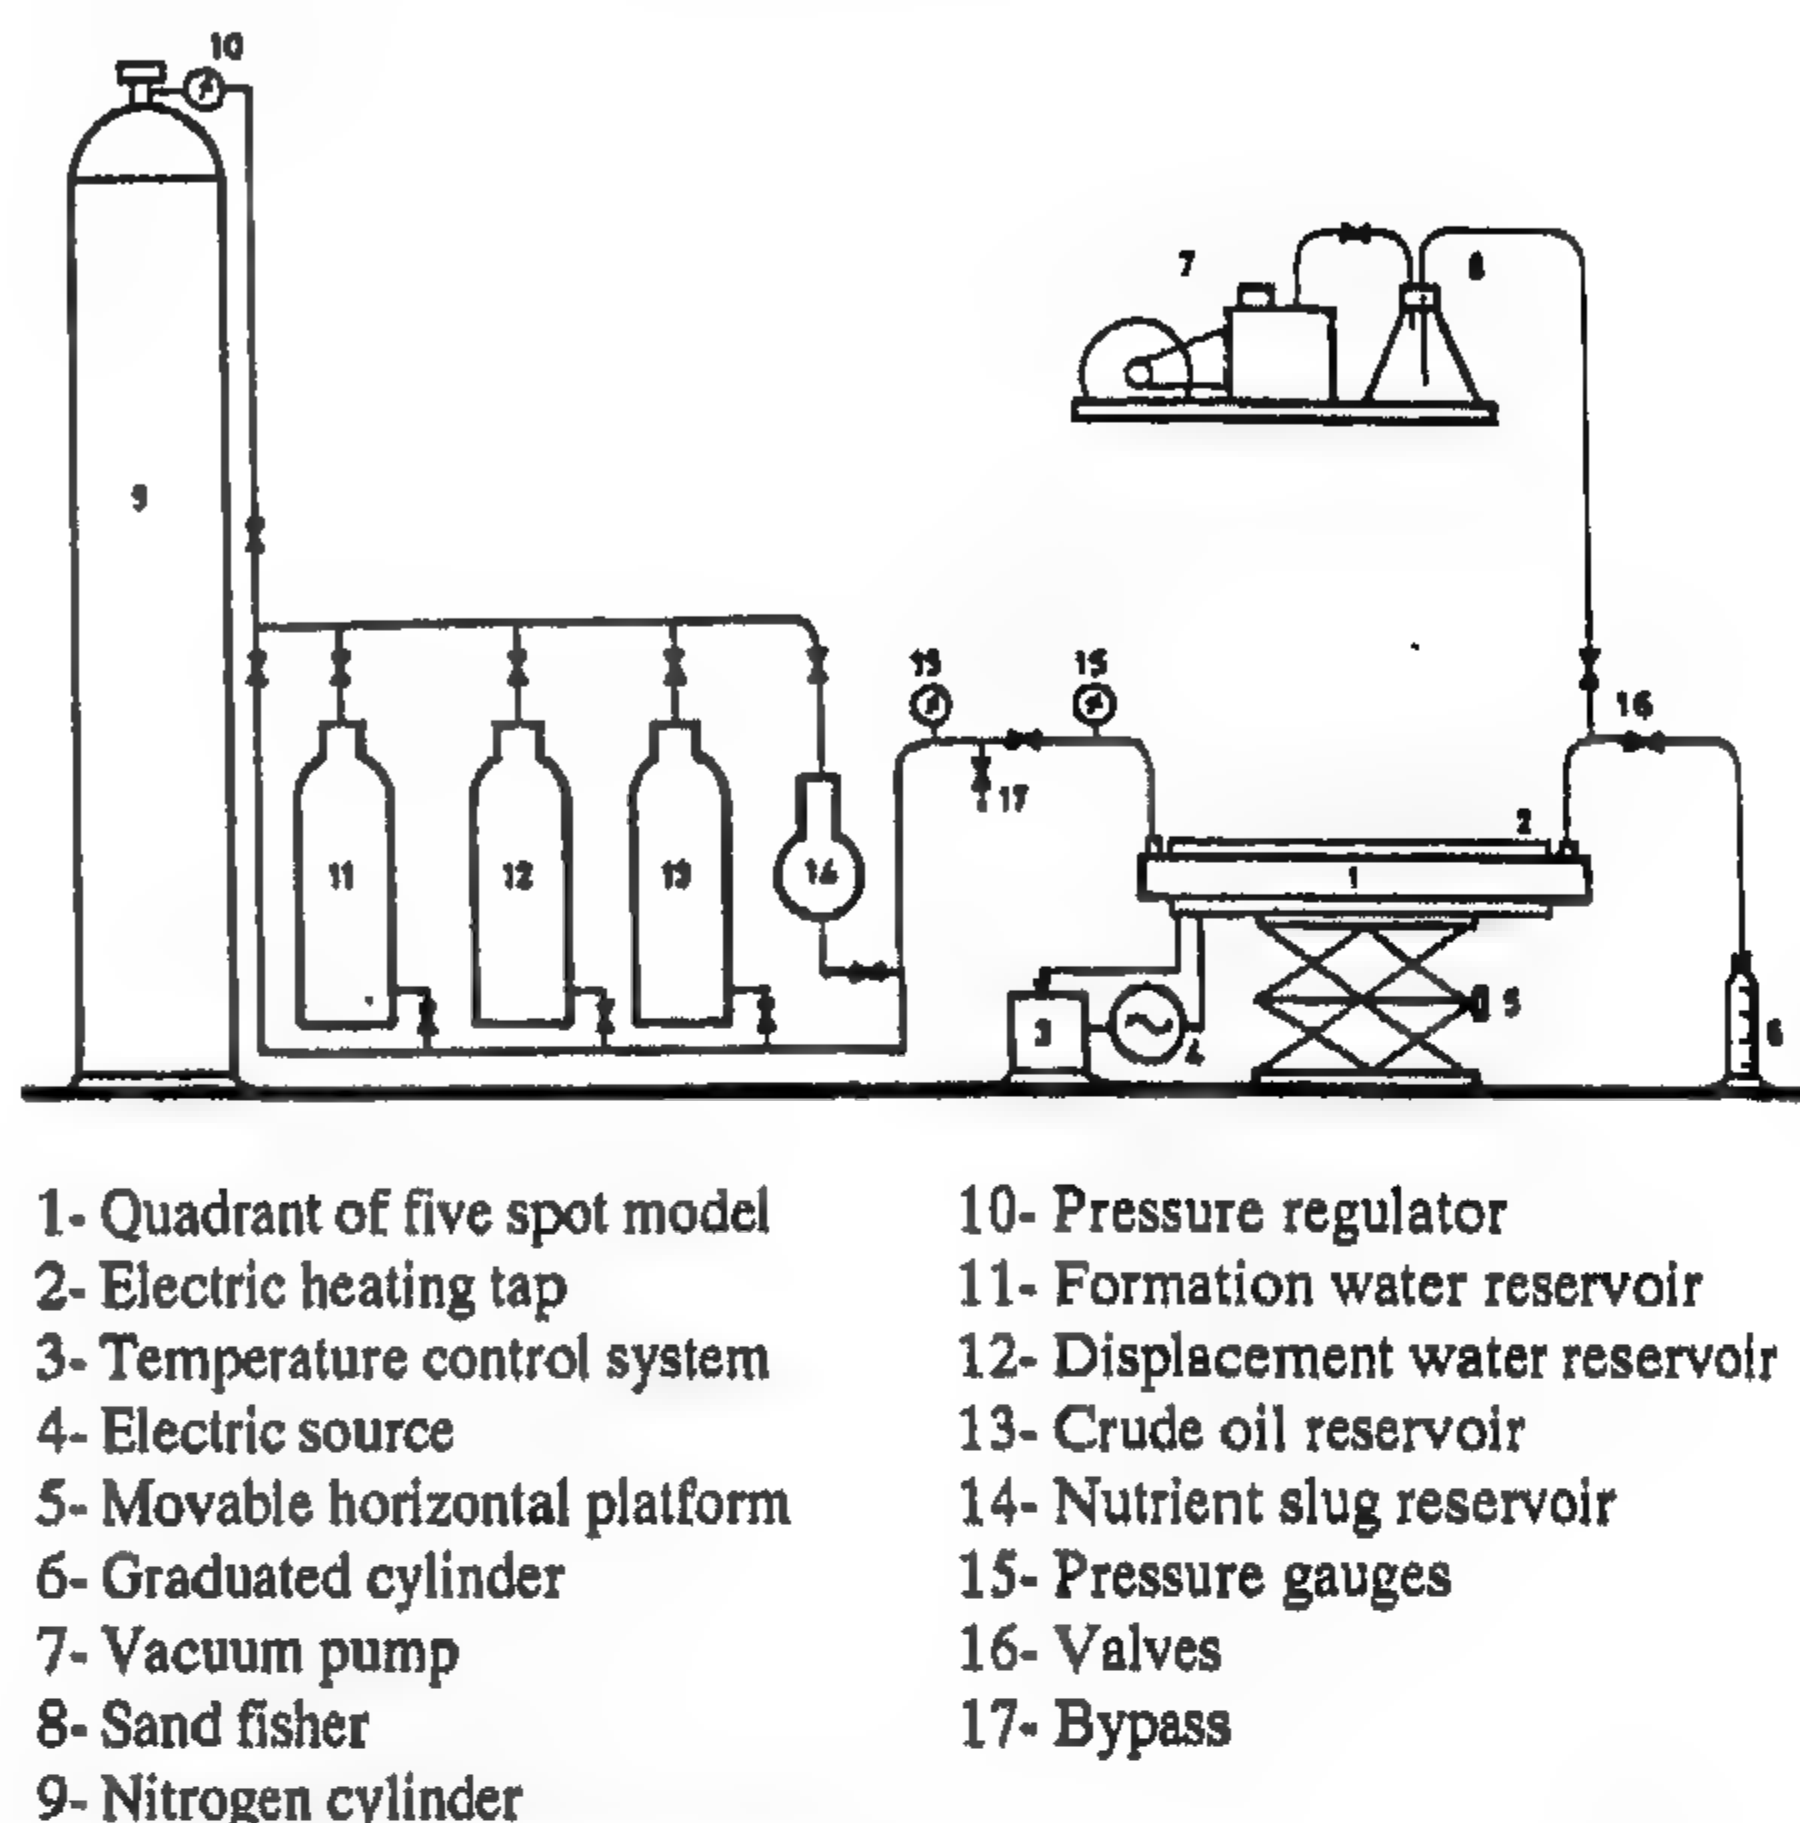 10
7
8
9
15
15
16
17
2
11
12
13
14
1
3
4
5
6
1- Quadrant of five spot model
2- Electric heating tap
3- Temperature control system
4- Electric source
5- Movable horizontal platform
6- Graduated cylinder
7- Vacuum pump
8- Sand fisher
9- Nitrogen cylinder
10- Pressure regulator
11- Formation water reservoir
12- Displacement water reservoir
13- Crude oil reservoir
14- Nutrient slug reservoir
15- Pressure gauges
16- Valves
17- Bypass